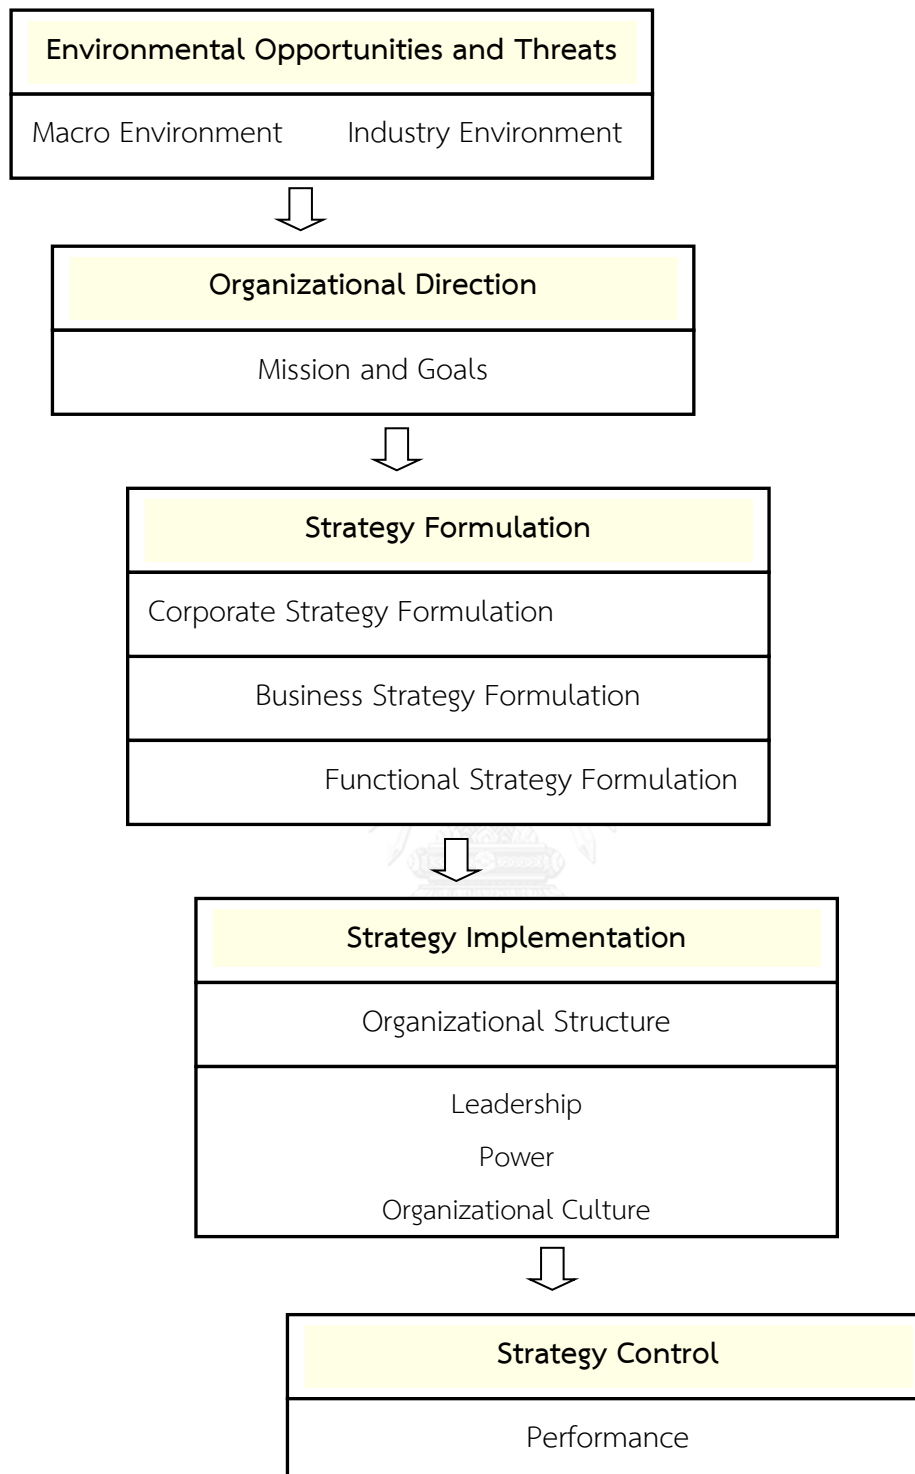 Environmental Opportunities and Threats
Macro Environment Industry Environment
Organizational Direction
Mission and Goals
Strategy Formulation
Corporate Strategy Formulation
Business Strategy Formulation
Functional Strategy Formulation
Strategy Implementation
Organizational Structure
Leadership
Power
Organizational Culture
Strategy Control
Performance